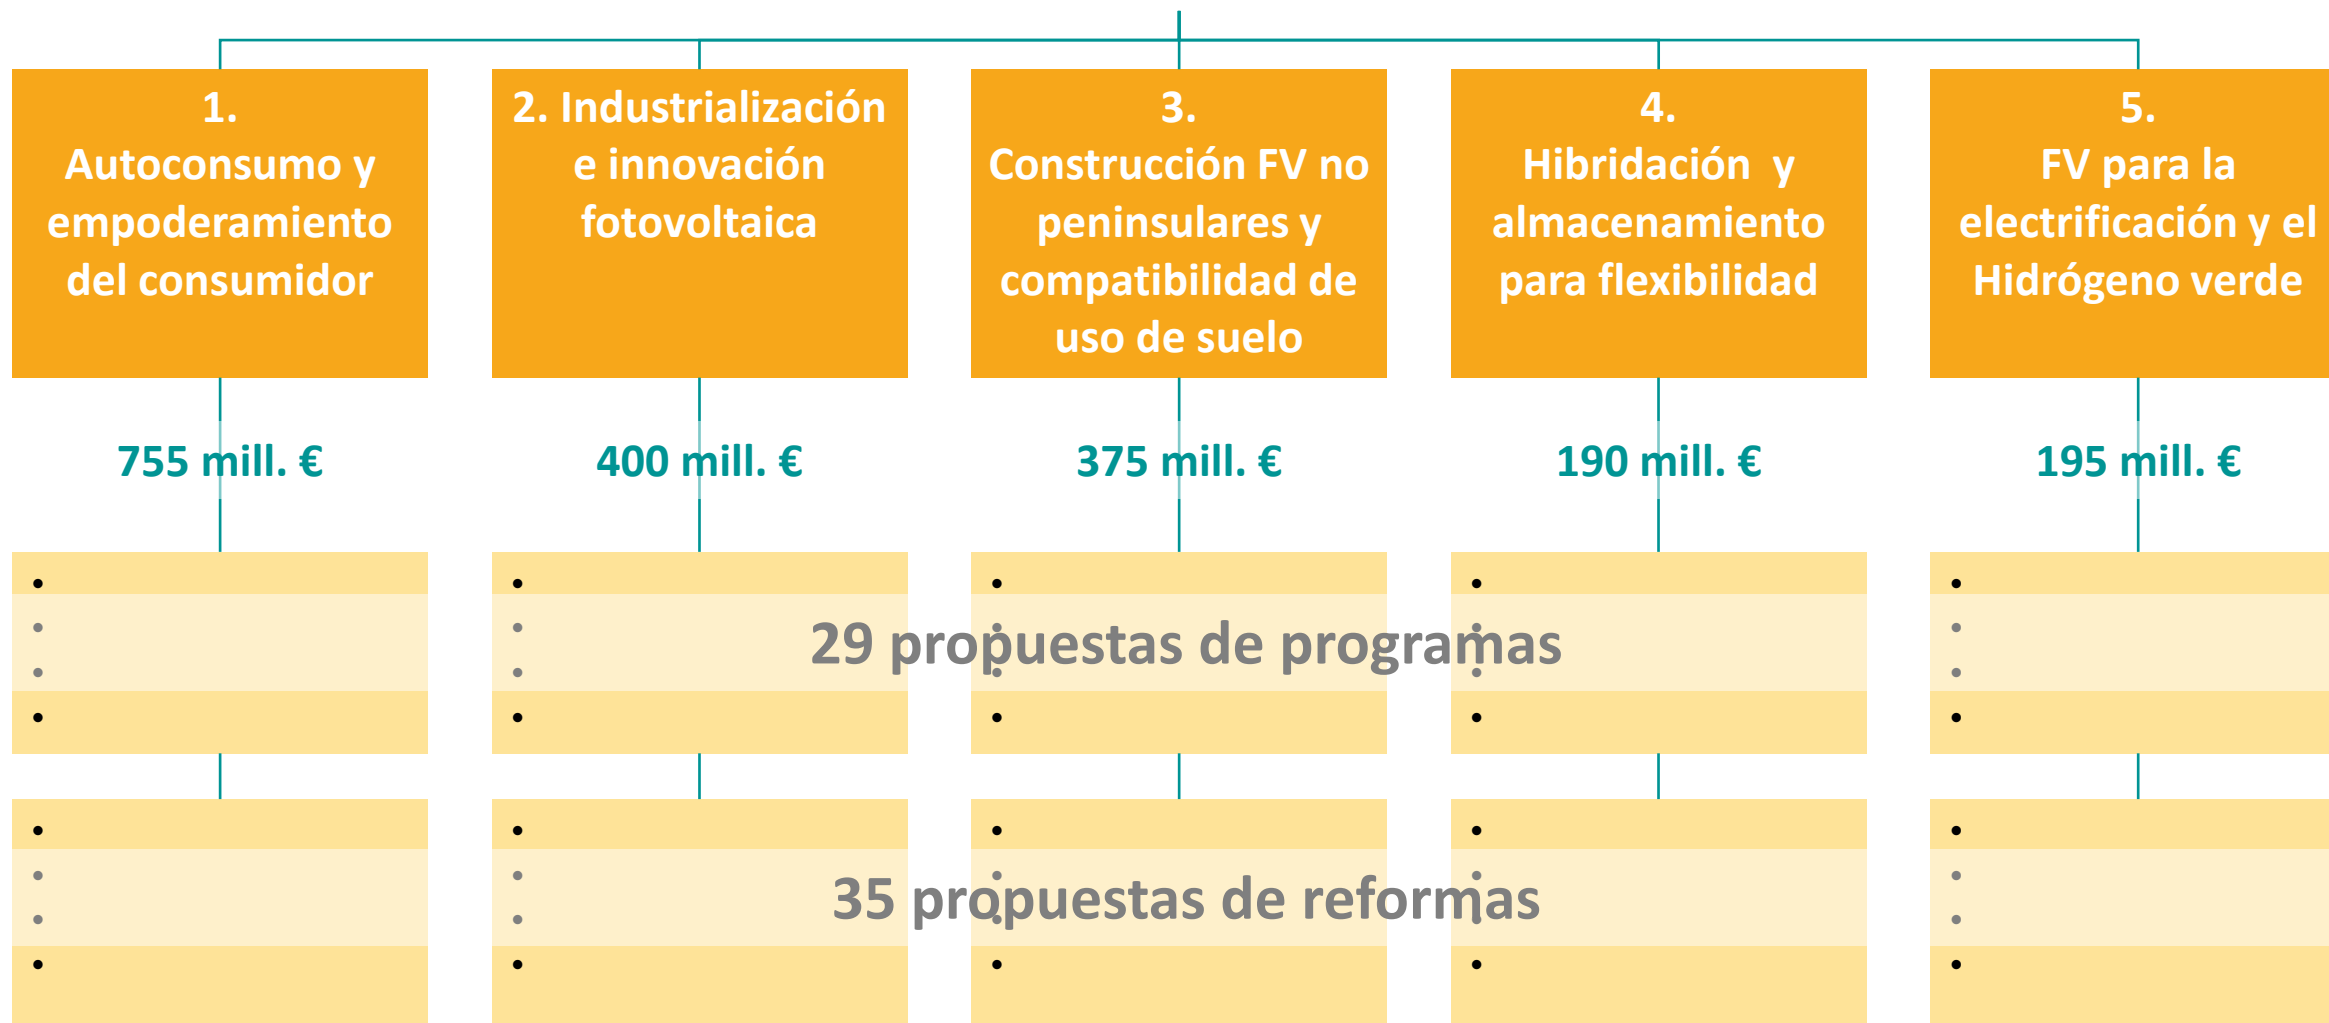 1.
Autoconsumo y
empoderamiento
del consumidor
2. Industrialización
e innovación
fotovoltaica
3.
Construcción FV no
peninsulares y
compatibilidad de
uso de suelo
4.
Hibridación y
almacenamiento
para flexibilidad
5.
FV para la
electrificación y el
Hidrógeno verde
755 mill. €
400 mill. €
375 mill. €
190 mill. €
195 mill. €
29 propuestas de programas
35 propuestas de reformas